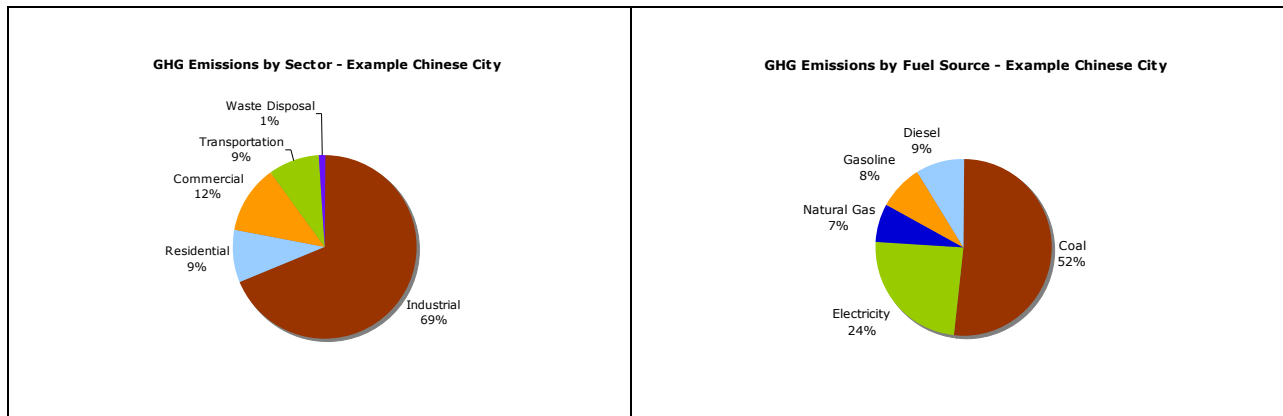 GHG Emissions by Sector - Example Chinese City
Waste Disposal
1%
Transportation
9%
Commercial
12%
Residential
9%
Industrial
69%
GHG Emissions by Fuel Source - Example Chinese City
Diesel
9%
Gasoline
8%
Natural Gas
7%
Coal
52%
Electricity
24%